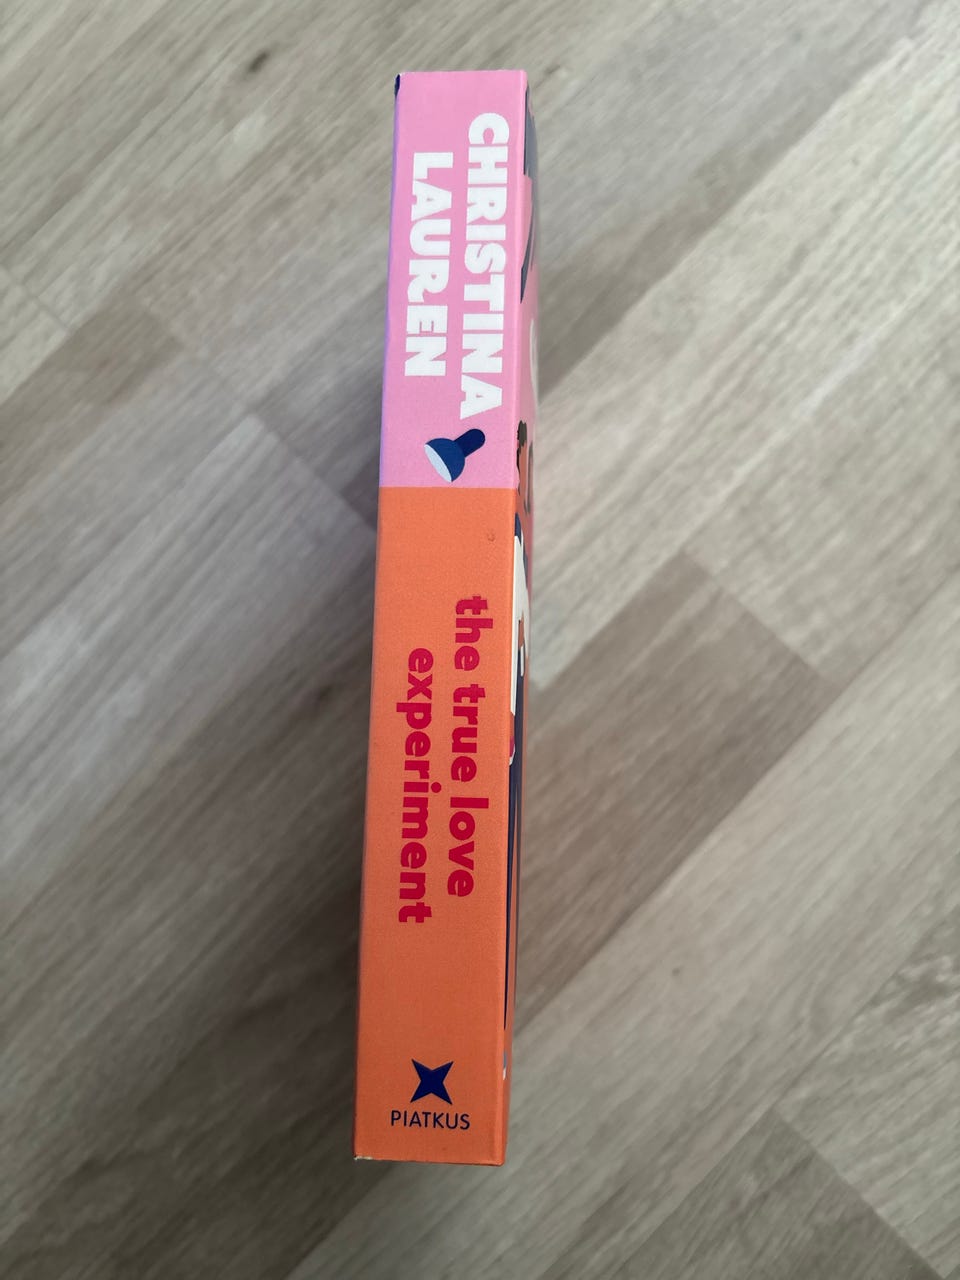 CHRISTINA
LAUREN
the true love
experiment
PIATKUS